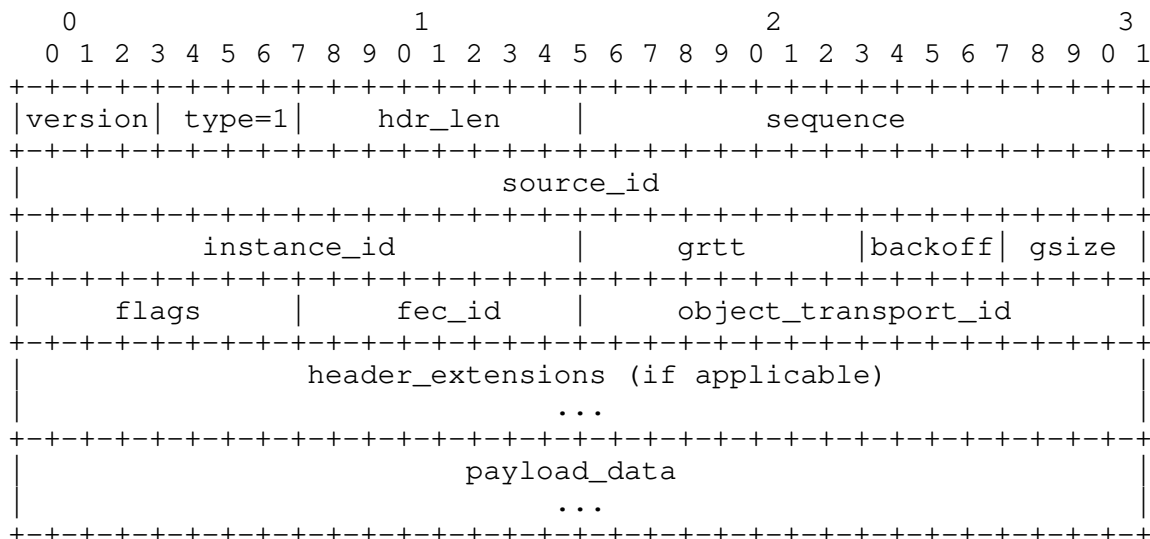 0                   1                   2                   3
0 1 2 3 4 5 6 7 8 9 0 1 2 3 4 5 6 7 8 9 0 1 2 3 4 5 6 7 8 9 0 1
+-+-+-+-+-+-+-+-+-+-+-+-+-+-+-+-+-+-+-+-+-+-+-+-+-+-+-+-+-+-+-+-+
|version| type=1| hdr_len | sequence |
+-+-+-+-+-+-+-+-+-+-+-+-+-+-+-+-+-+-+-+-+-+-+-+-+-+-+-+-+-+-+-+-+
| source_id |
+-+-+-+-+-+-+-+-+-+-+-+-+-+-+-+-+-+-+-+-+-+-+-+-+-+-+-+-+-+-+-+-+
| instance_id | grtt |backoff| gsize |
+-+-+-+-+-+-+-+-+-+-+-+-+-+-+-+-+-+-+-+-+-+-+-+-+-+-+-+-+-+-+-+-+
| flags | fec_id | object_transport_id |
+-+-+-+-+-+-+-+-+-+-+-+-+-+-+-+-+-+-+-+-+-+-+-+-+-+-+-+-+-+-+-+-+
| header_extensions (if applicable) |
| ... |
+-+-+-+-+-+-+-+-+-+-+-+-+-+-+-+-+-+-+-+-+-+-+-+-+-+-+-+-+-+-+-+-+
| payload_data |
| ... |
+-+-+-+-+-+-+-+-+-+-+-+-+-+-+-+-+-+-+-+-+-+-+-+-+-+-+-+-+-+-+-+-+